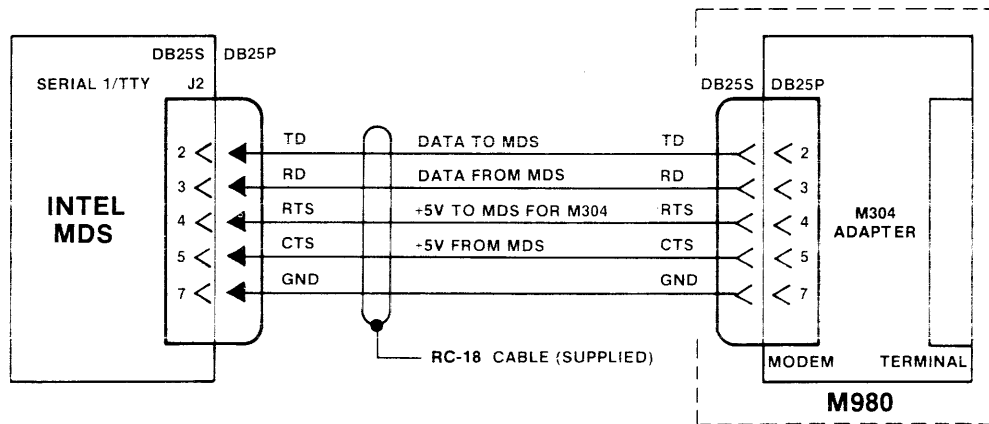 DB25S DB25P
SERIAL 1/TTY J2
DB25S DB25P
2 TD DATA TO MDS TD 2
3 RD DATA FROM MDS RD 3
INTEL
MDS
4 RTS +5V TO MDS FOR M304 RTS 4
M304
ADAPTER
5 CTS +5V FROM MDS CTS 5
7 GND GND 7
RC-18 CABLE (SUPPLIED)
MODEM TERMINAL
M980